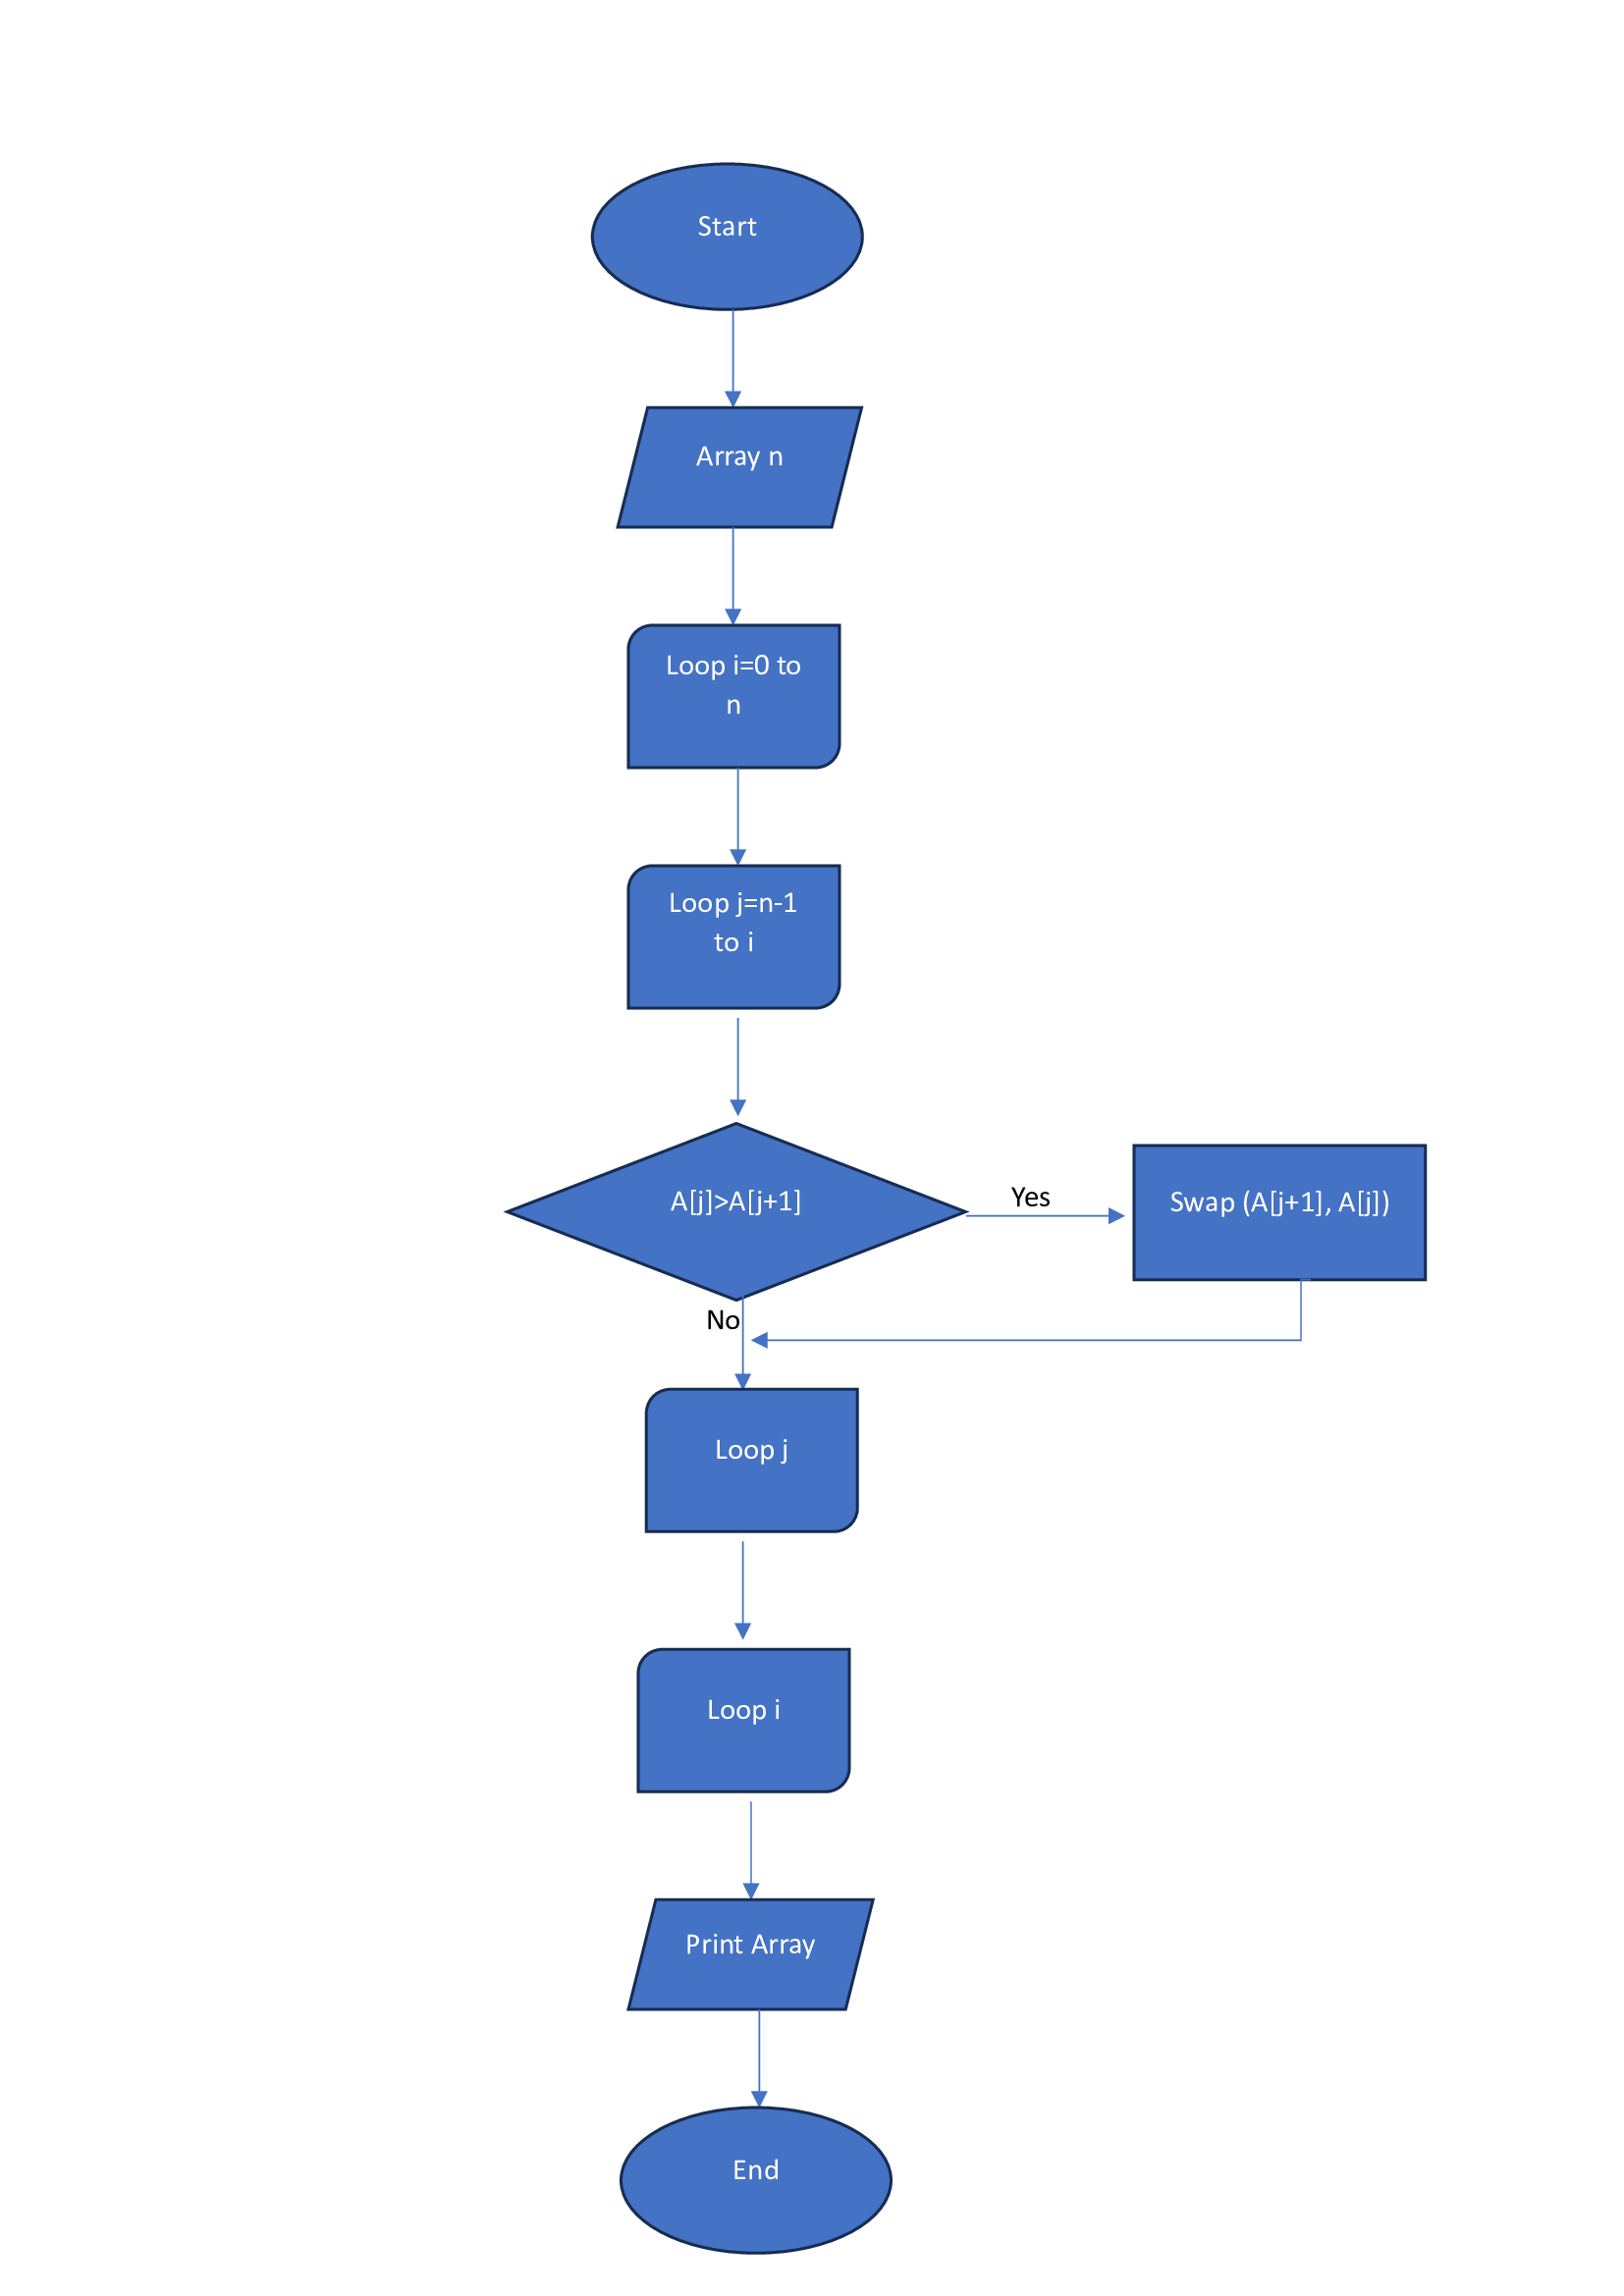 Start
Array n
Loop i=0 to
n
Loop j=n-1
to i
A[j]>A[j+1]
Yes
Swap (A[j+1], A[j])
No
Loop j
Loop i
Print Array
End